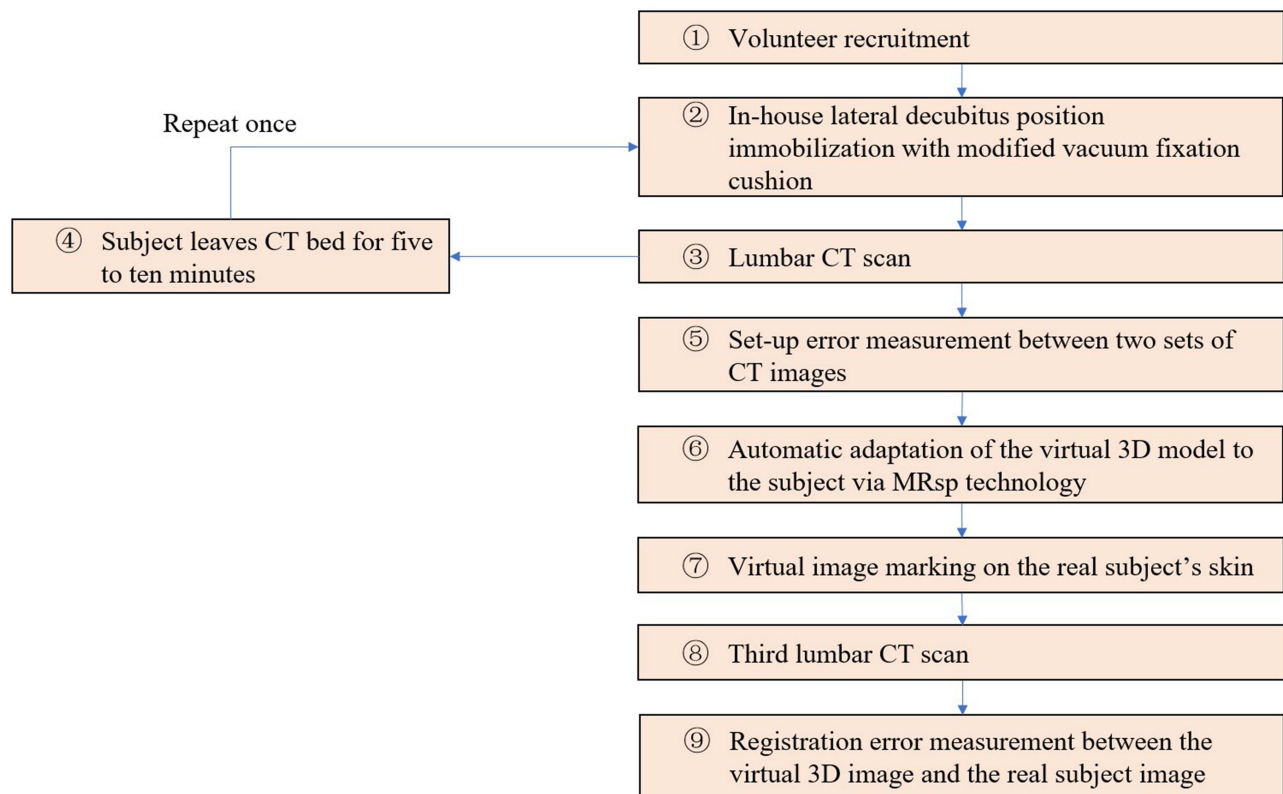 ① Volunteer recruitment
Repeat once
② In-house lateral decubitus position
immobilization with modified vacuum fixation
cushion
③ Lumbar CT scan
④ Subject leaves CT bed for five
to ten minutes
⑤ Set-up error measurement between two sets of
CT images
⑥ Automatic adaptation of the virtual 3D model to
the subject via MRsp technology
⑦ Virtual image marking on the real subject’s skin
⑧ Third lumbar CT scan
⑨ Registration error measurement between the
virtual 3D image and the real subject image